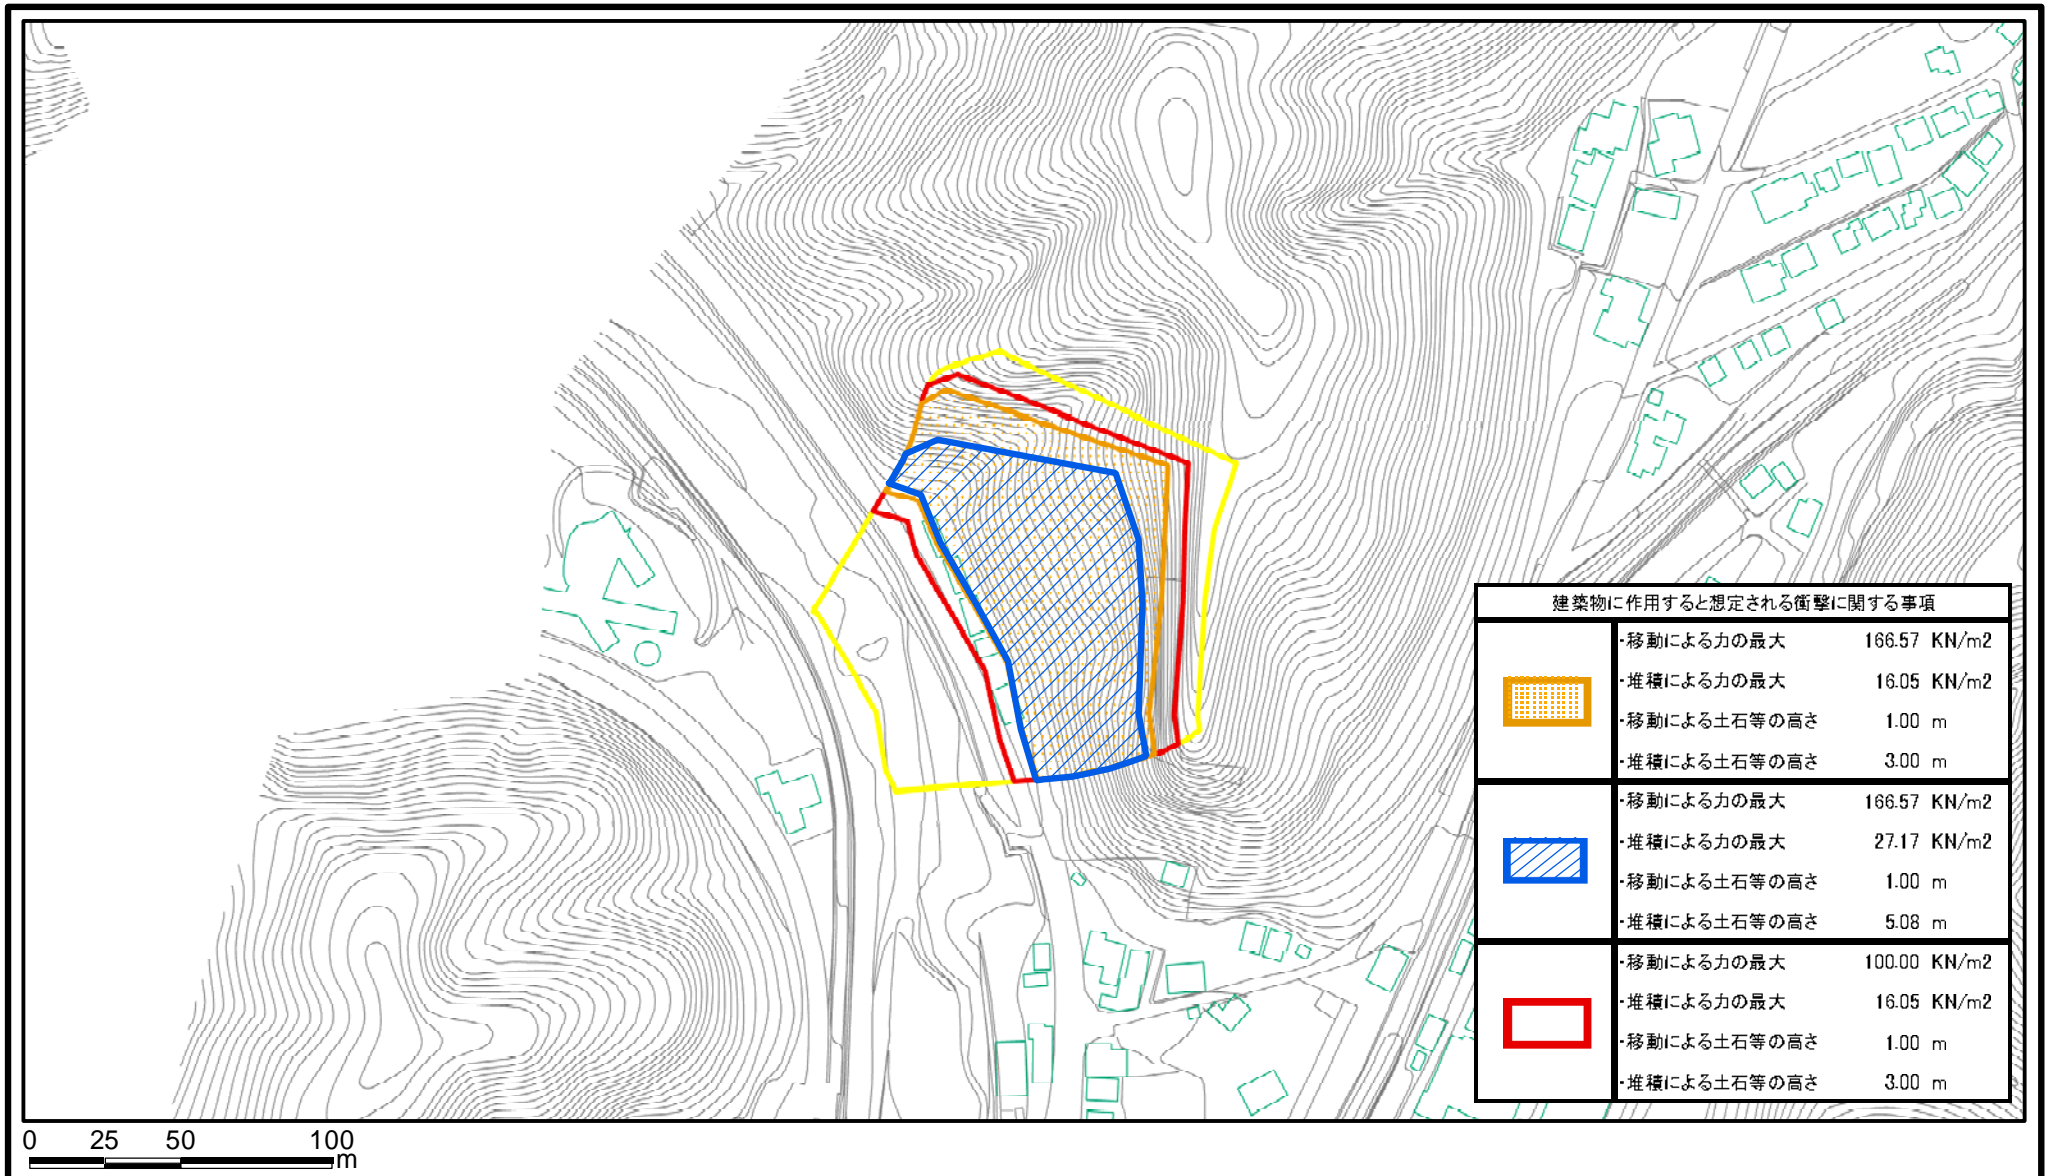 建築物に作用すると想定される衝撃に関する事項
・移動による力の最大 166.57 KN/m2
・堆積による力の最大 16.05 KN/m2
・移動による土石等の高さ 1.00 m
・堆積による土石等の高さ 3.00 m
・移動による力の最大 166.57 KN/m2
・堆積による力の最大 27.17 KN/m2
・移動による土石等の高さ 1.00 m
・堆積による土石等の高さ 5.08 m
・移動による力の最大 100.00 KN/m2
・堆積による力の最大 16.05 KN/m2
・移動による土石等の高さ 1.00 m
・堆積による土石等の高さ 3.00 m
0 25 50 100
m